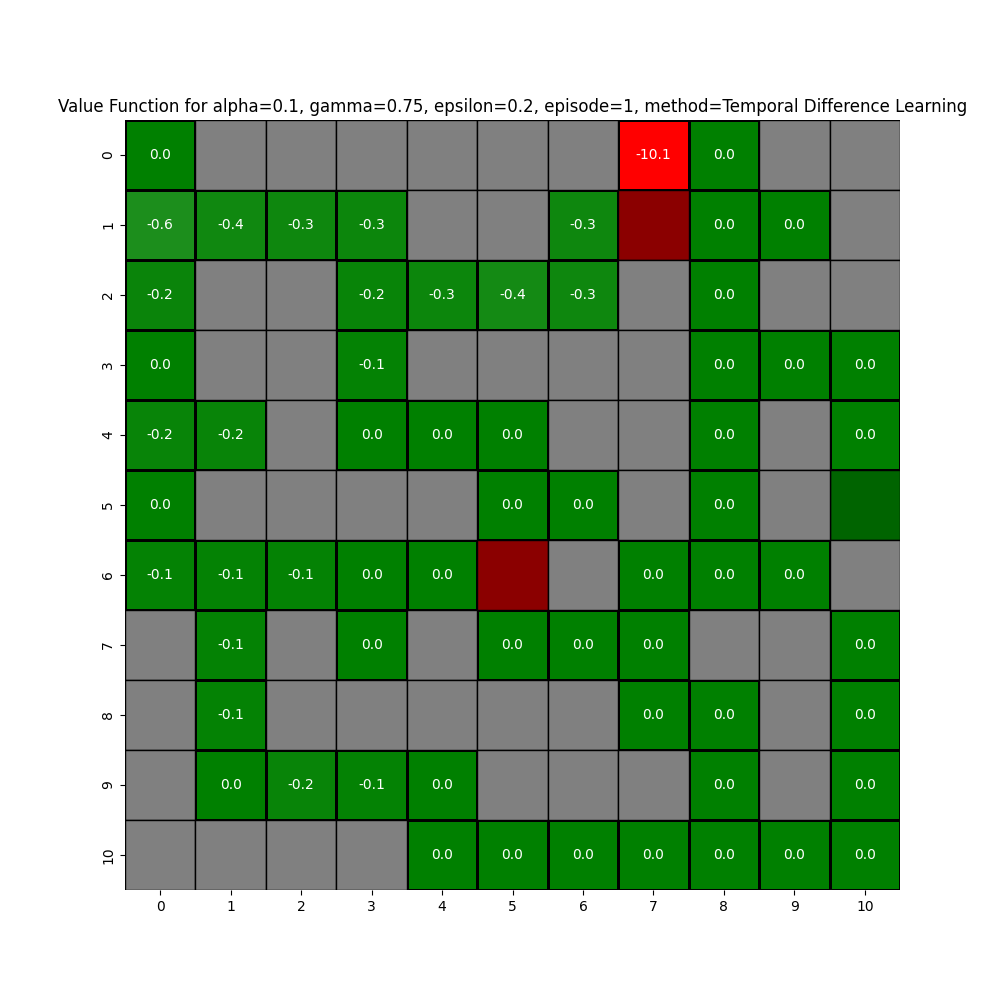 Value Function for alpha=0.1, gamma=0.75, epsilon=0.2, episode=1, method=Temporal Difference Learning
0 0.0 -10.1 0.0
1 -0.6 -0.4 -0.3 -0.3 -0.3 0.0 0.0
2 -0.2 -0.2 -0.3 -0.4 -0.3 0.0
3 0.0 -0.1 0.0 0.0 0.0
4 -0.2 -0.2 0.0 0.0 0.0 0.0 0.0
5 0.0 0.0 0.0 0.0
6 -0.1 -0.1 -0.1 0.0 0.0 0.0 0.0 0.0
7 -0.1 0.0 0.0 0.0 0.0 0.0
8 -0.1 0.0 0.0 0.0
9 0.0 -0.2 -0.1 0.0 0.0 0.0
10 0.0 0.0 0.0 0.0 0.0 0.0 0.0
0 1 2 3 4 5 6 7 8 9 10